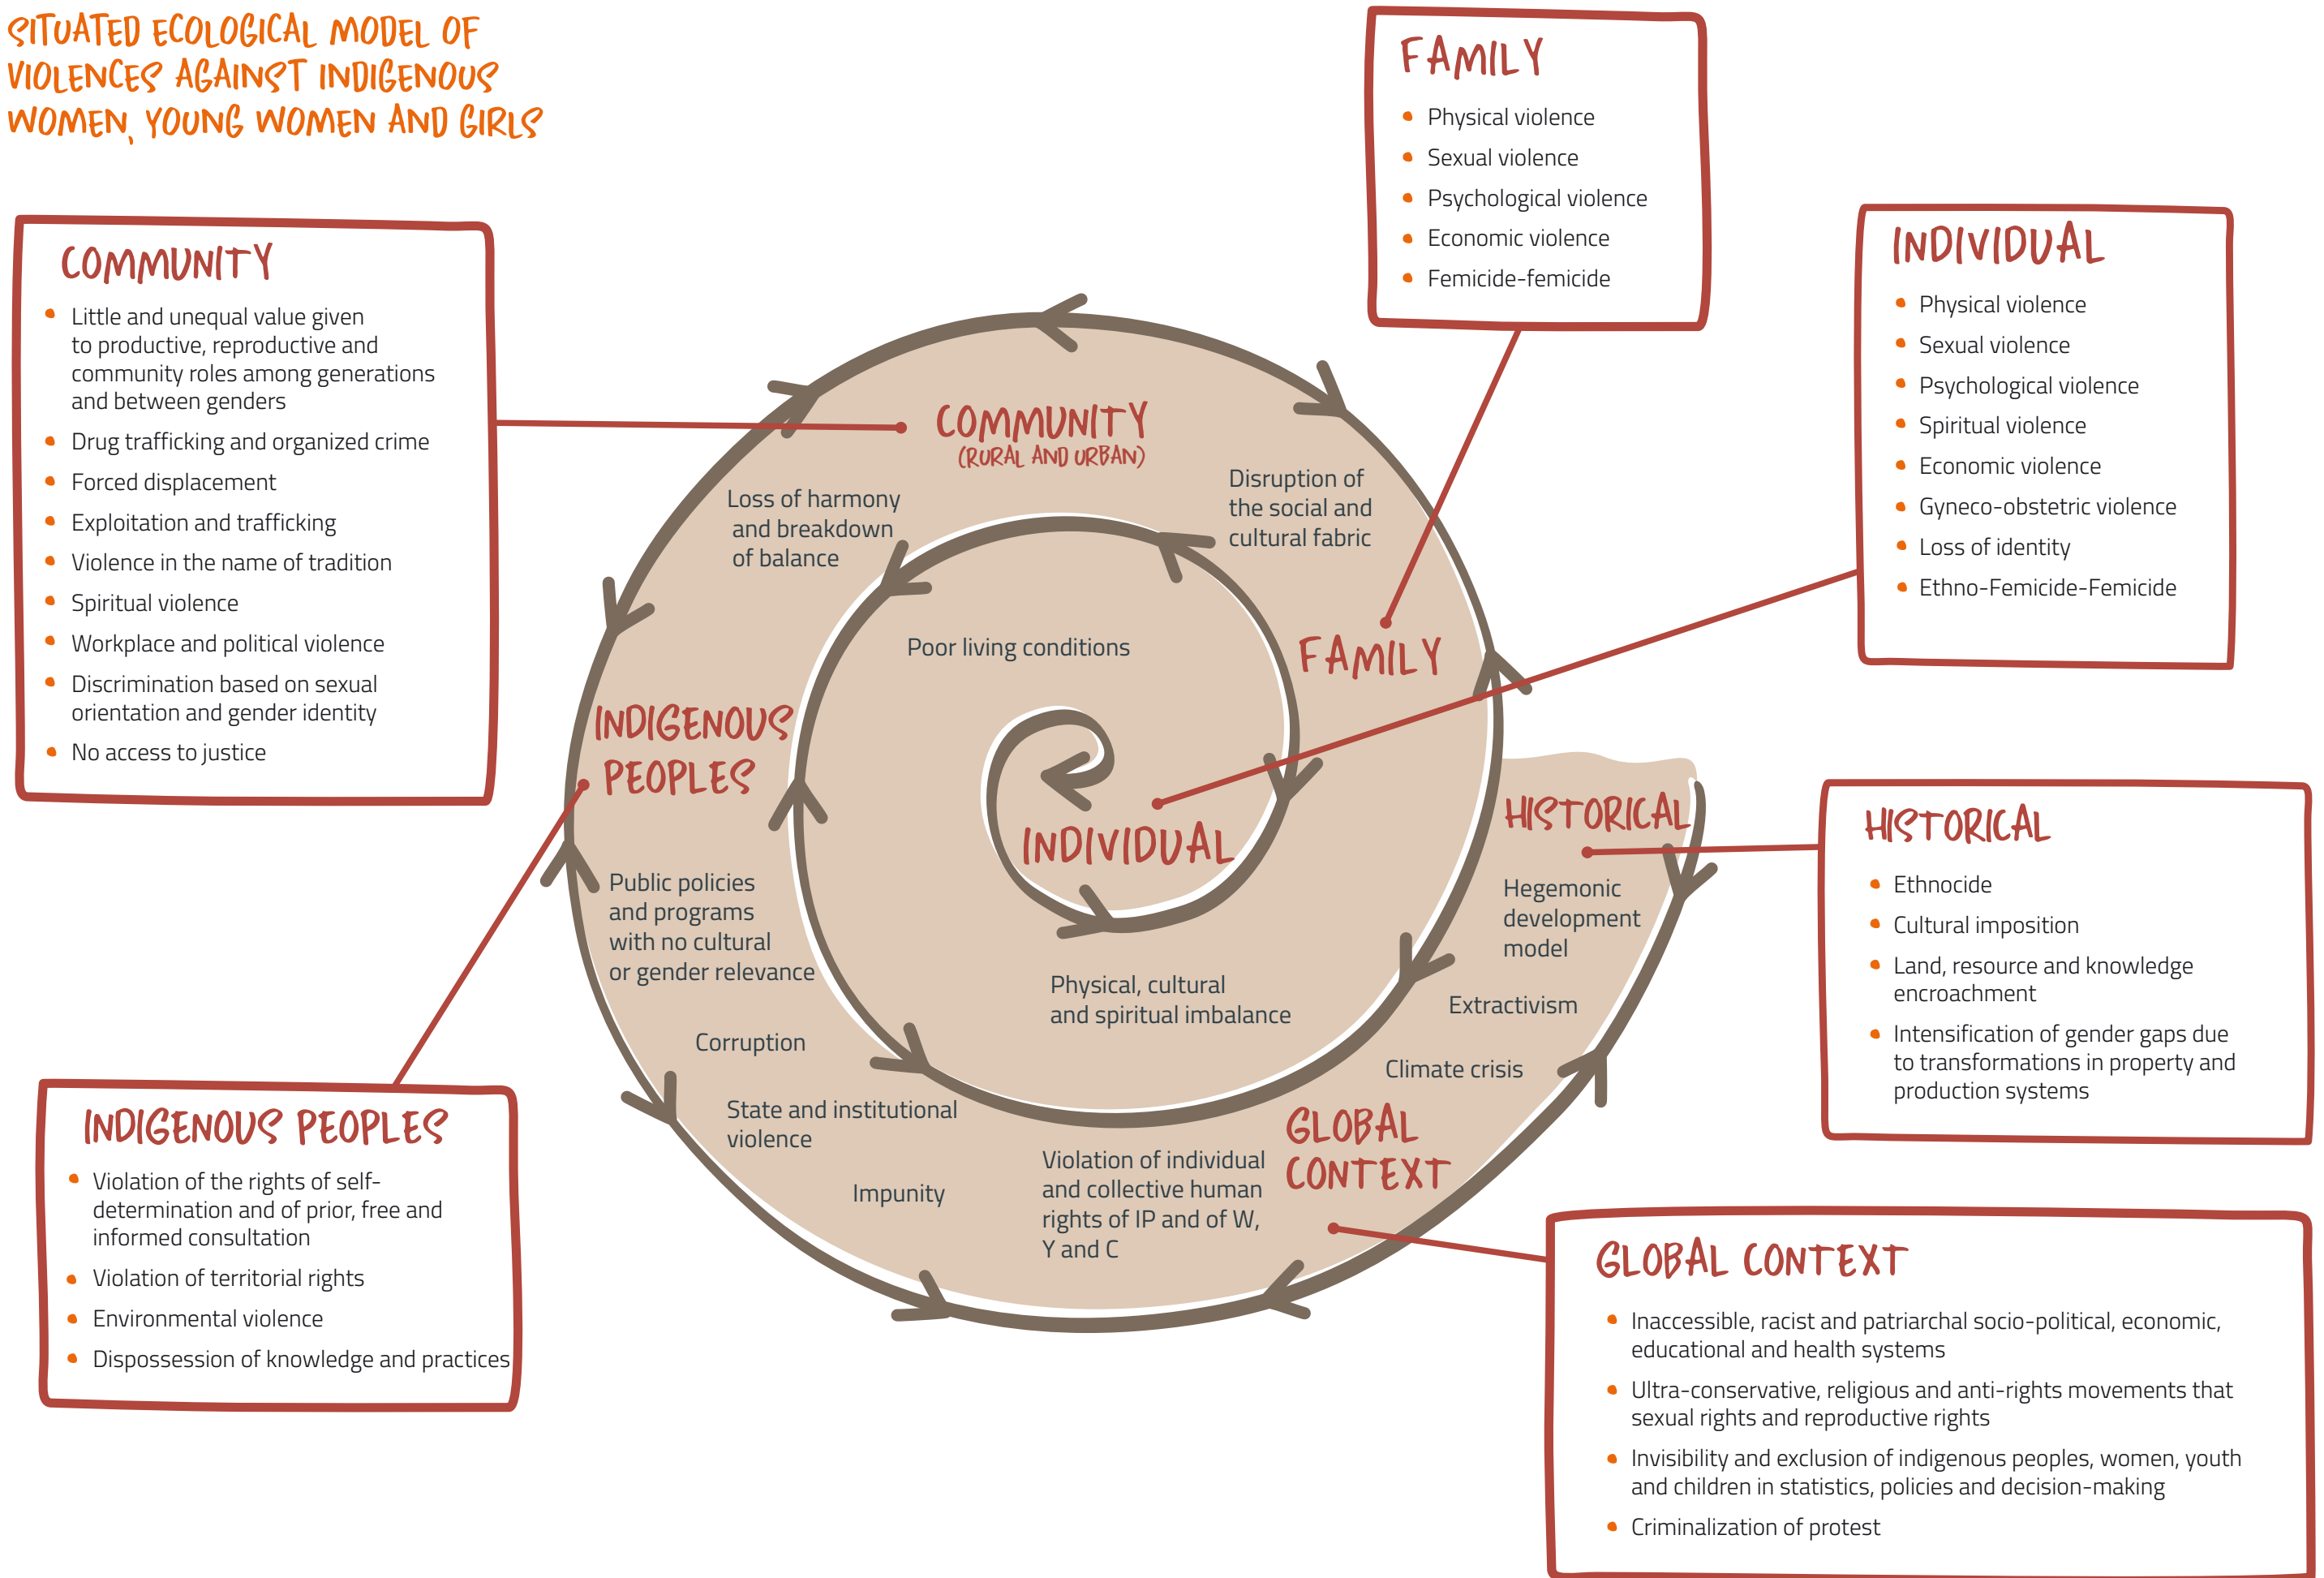 SITUATED ECOLOGICAL MODEL OF
VIOLENCES AGAINST INDIGENOUS
WOMEN, YOUNG WOMEN AND GIRLS
COMMUNITY
Little and unequal value given
to productive, reproductive and
community roles among generations
and between genders
Drug trafficking and organized crime
Forced displacement
Exploitation and trafficking
Violence in the name of tradition
Spiritual violence
Workplace and political violence
Discrimination based on sexual
orientation and gender identity
No access to justice
FAMILY
Physical violence
Sexual violence
Psychological violence
Economic violence
Femicide-femicide
INDIVIDUAL
Physical violence
Sexual violence
Psychological violence
Spiritual violence
Economic violence
Gyneco-obstetric violence
Loss of identity
Ethno-Femicide-Femicide
COMMUNITY
(RURAL AND URBAN)
Loss of harmony
and breakdown
of balance
Disruption of
the social and
cultural fabric
Poor living conditions
FAMILY
INDIGENOUS
PEOPLES
INDIVIDUAL
HISTORICAL
Public policies
and programs
with no cultural
or gender relevance
Hegemonic
development
model
Physical, cultural
and spiritual imbalance
Extractivism
Corruption
Climate crisis
State and institutional
violence
GLOBAL
CONTEXT
Impunity
Violation of individual
and collective human
rights of IP and of W,
Y and C
HISTORICAL
Ethnocide
Cultural imposition
Land, resource and knowledge
encroachment
Intensification of gender gaps due
to transformations in property and
production systems
INDIGENOUS PEOPLES
Violation of the rights of self-
determination and of prior, free and
informed consultation
Violation of territorial rights
Environmental violence
Dispossession of knowledge and practices
GLOBAL CONTEXT
Inaccessible, racist and patriarchal socio-political, economic,
educational and health systems
Ultra-conservative, religious and anti-rights movements that
sexual rights and reproductive rights
Invisibility and exclusion of indigenous peoples, women, youth
and children in statistics, policies and decision-making
Criminalization of protest